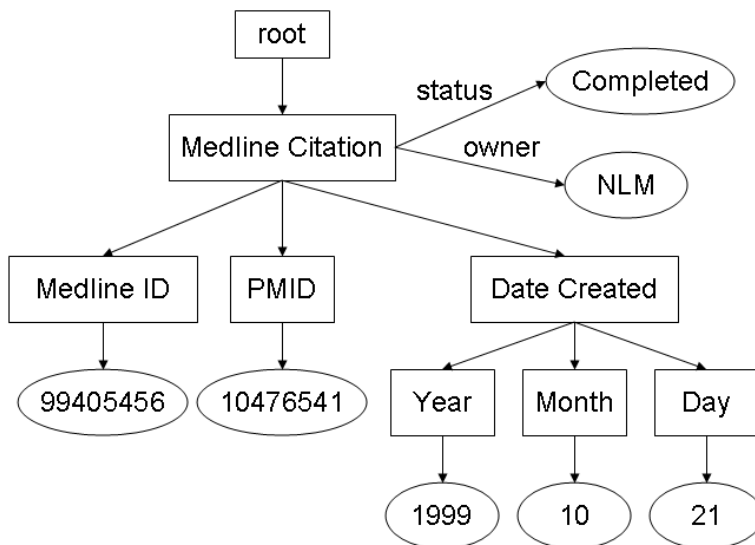 root
status
Completed
Medline Citation
owner
NLM
Medline ID
PMID
Date Created
99405456
10476541
Year
Month
Day
1999
10
21